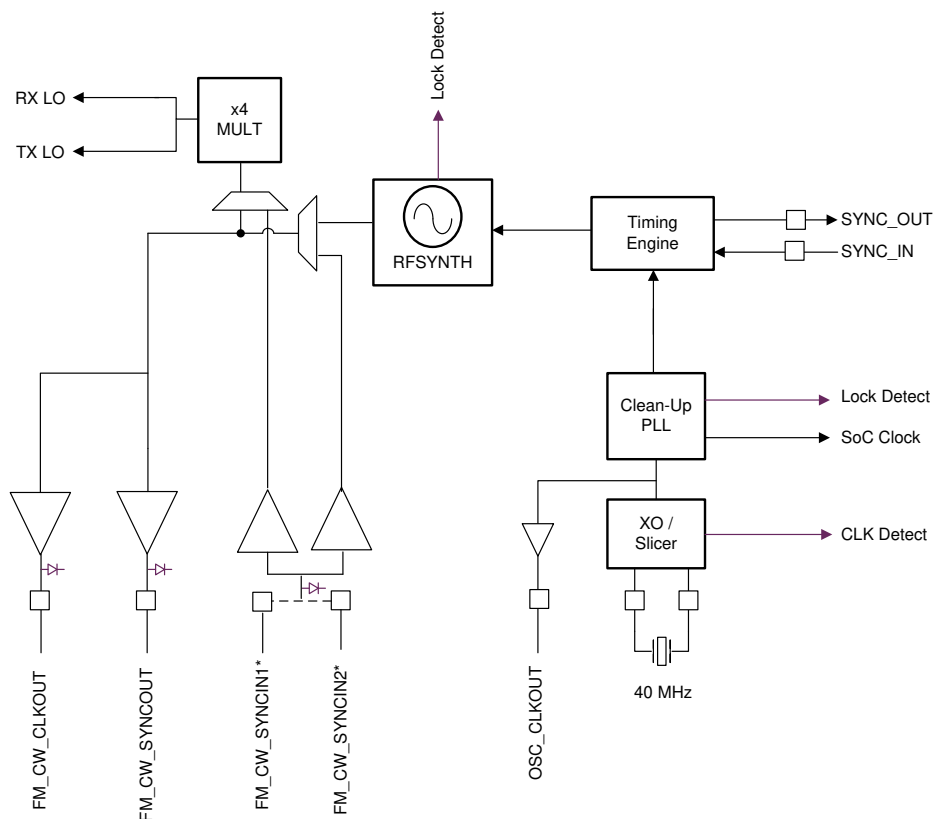 Lock Detect
RX LO
TX LO
x4
MULT
RFSYNTH
Timing
Engine
SYNC_OUT
SYNC_IN
Clean-Up
PLL
Lock Detect
SoC Clock
XO /
Slicer
CLK Detect
40 MHz
FM_CW_CLKOUT
FM_CW_SYNCOUT
FM_CW_SYNCIN1*
FM_CW_SYNCIN2*
OSC_CLKOUT